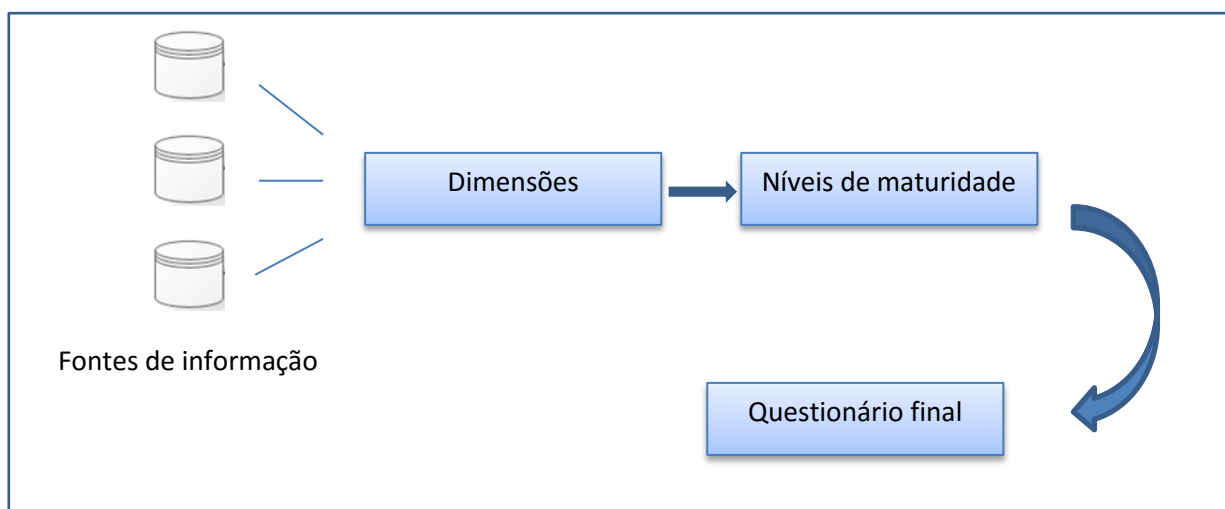 Dimensões
Níveis de maturidade
Fontes de informação
Questionário final